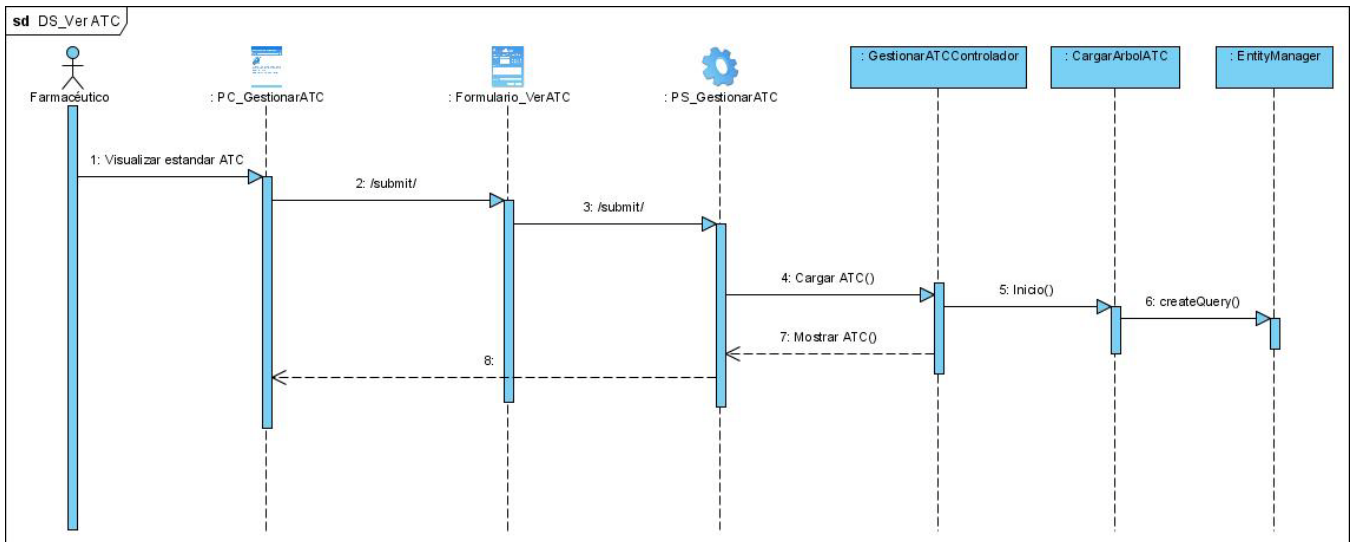 sd DS_Ver ATC
Farmacéutico
: PC_GestionarATC
: Formulario_VerATC
: PS_GestionarATC
: GestionarATCControlador
: CargarArbolATC
: EntityManager
1: Visualizar estandar ATC
2: /submit/
3: /submit/
4: Cargar ATC()
5: Inicio()
6: createQuery()
7: Mostrar ATC()
8: